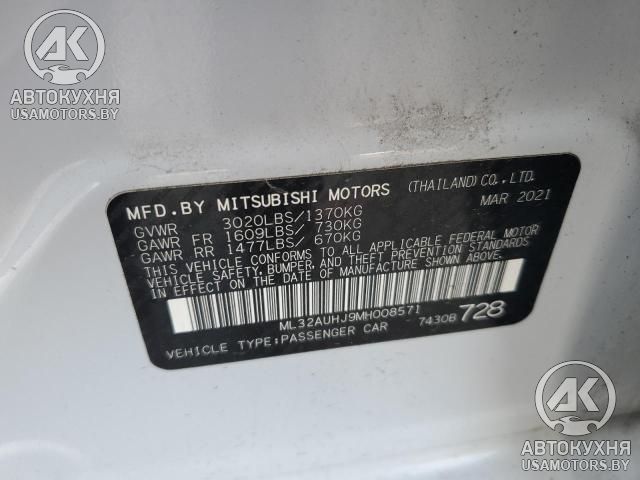 АК
АВТОКУХНЯ
USAMOTORS.BY
MFD.BY MITSUBISHI MOTORS (THAILAND) CO., LTD.
MAR 2021
GVWR 3020LBS/1370KG
GAWR FR 1609LBS/ 730KG
GAWR RR 1477LBS/ 670KG
THIS VEHICLE CONFORMS TO ALL APPLICABLE FEDERAL MOTOR
VEHICLE SAFETY, BUMPER, AND THEFT PREVENTION STANDARDS
IN EFFECT ON THE DATE OF MANUFACTURE SHOWN ABOVE.
ML32AUHJ9MH008571
7430B 728
VEHICLE TYPE:PASSENGER CAR
АК
АВТОКУХНЯ
USAMOTORS.BY